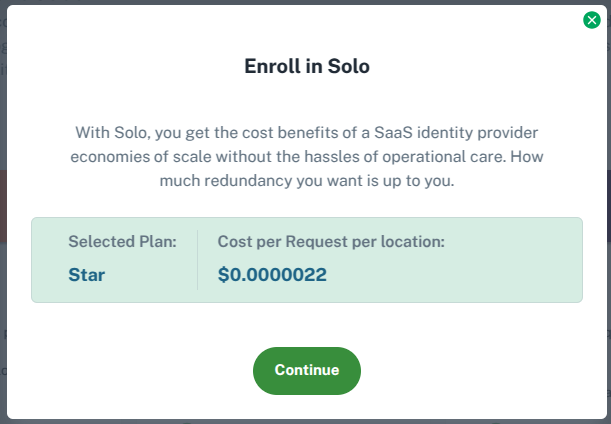 Enroll in Solo
With Solo, you get the cost benefits of a SaaS identity provider
economies of scale without the hassles of operational care. How
much redundancy you want is up to you.
Selected Plan:
Star
Cost per Request per location:
$0.0000022
Continue